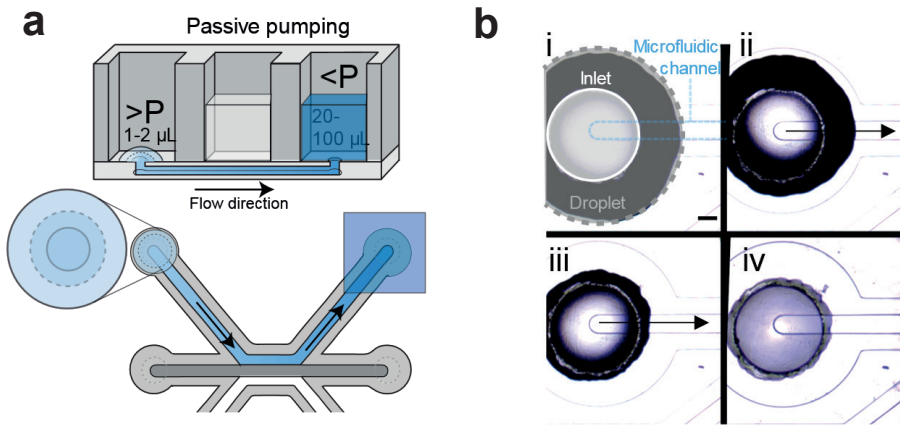 a
Passive pumping
>P
1-2 µL
<P
20-
100 µL
Flow direction
b
i
Microfluidic
channel
Inlet
Droplet
ii
iii
iv